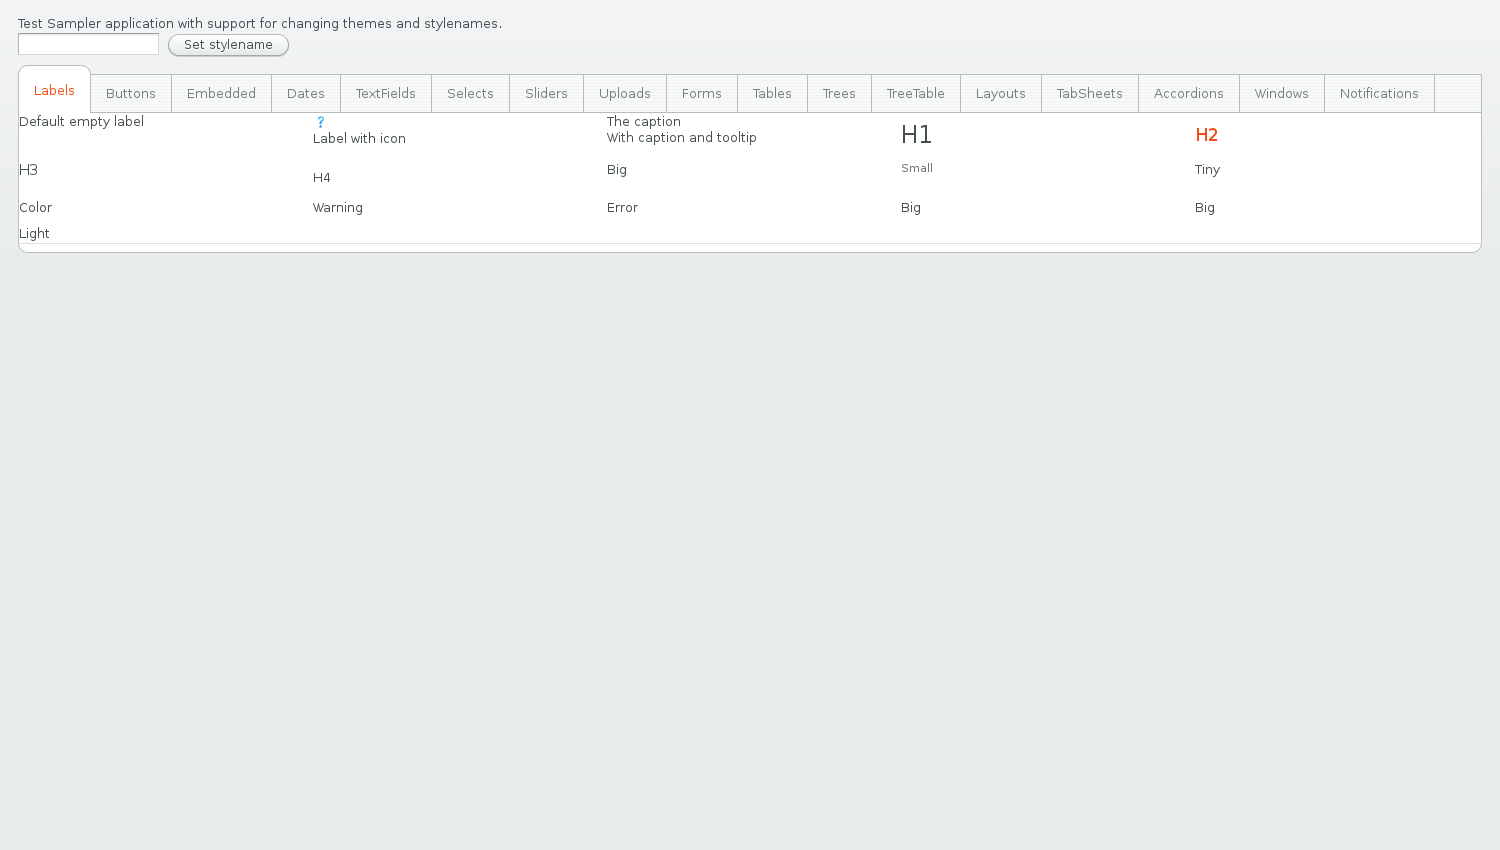 Test Sampler application with support for changing themes and stylenames.
Set stylename
Labels Buttons Embedded Dates TextFields Selects Sliders Uploads Forms Tables Trees TreeTable Layouts TabSheets Accordions Windows Notifications
Default empty label
?
Label with icon
The caption
With caption and tooltip
H1
H2
H3
H4
Big
Small
Tiny
Color
Warning
Error
Big
Big
Light